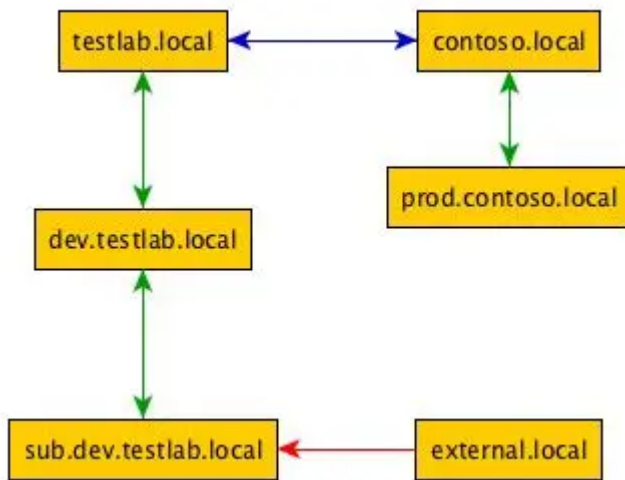 testlab.local
contoso.local
prod.contoso.local
dev.testlab.local
sub.dev.testlab.local
external.local